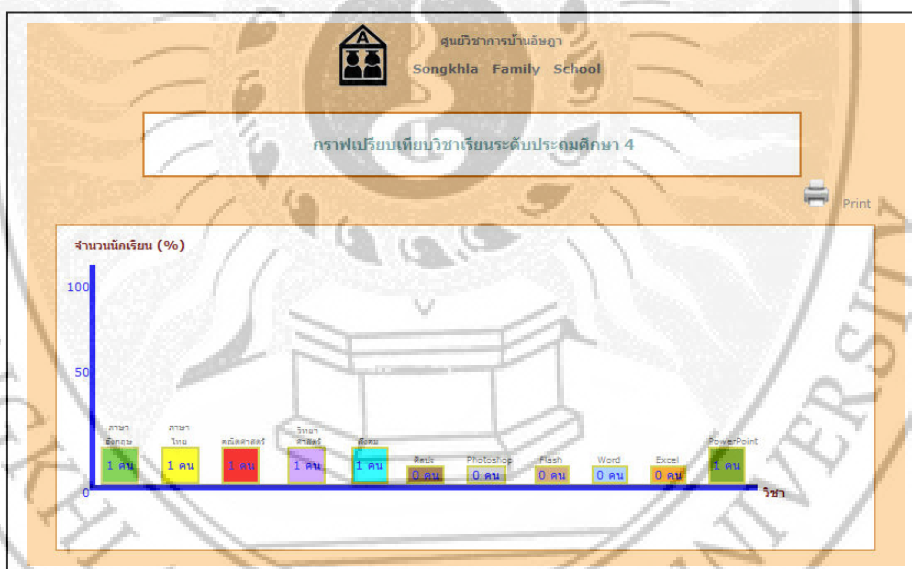 A
ศูนย์วิชาการบ้านอัษฎา
Songkhla Family School
กราฟเปรียบเทียบวิชาเรียนระดับประถมศึกษา 4
Print
จำนวนนักเรียน (%)
100
50
0
ภาษา
อังกฤษ
1 คน
ภาษา
ไทย
1 คน
คณิตศาสตร์
1 คน
วิทยา
ศาสตร์
1 คน
สังคม
1 คน
0 คน
Photoshop
0 คน
Flash
0 คน
Word
0 คน
Excel
0 คน
PowerPoint
1 คน
วิชา
UNIVERSITY